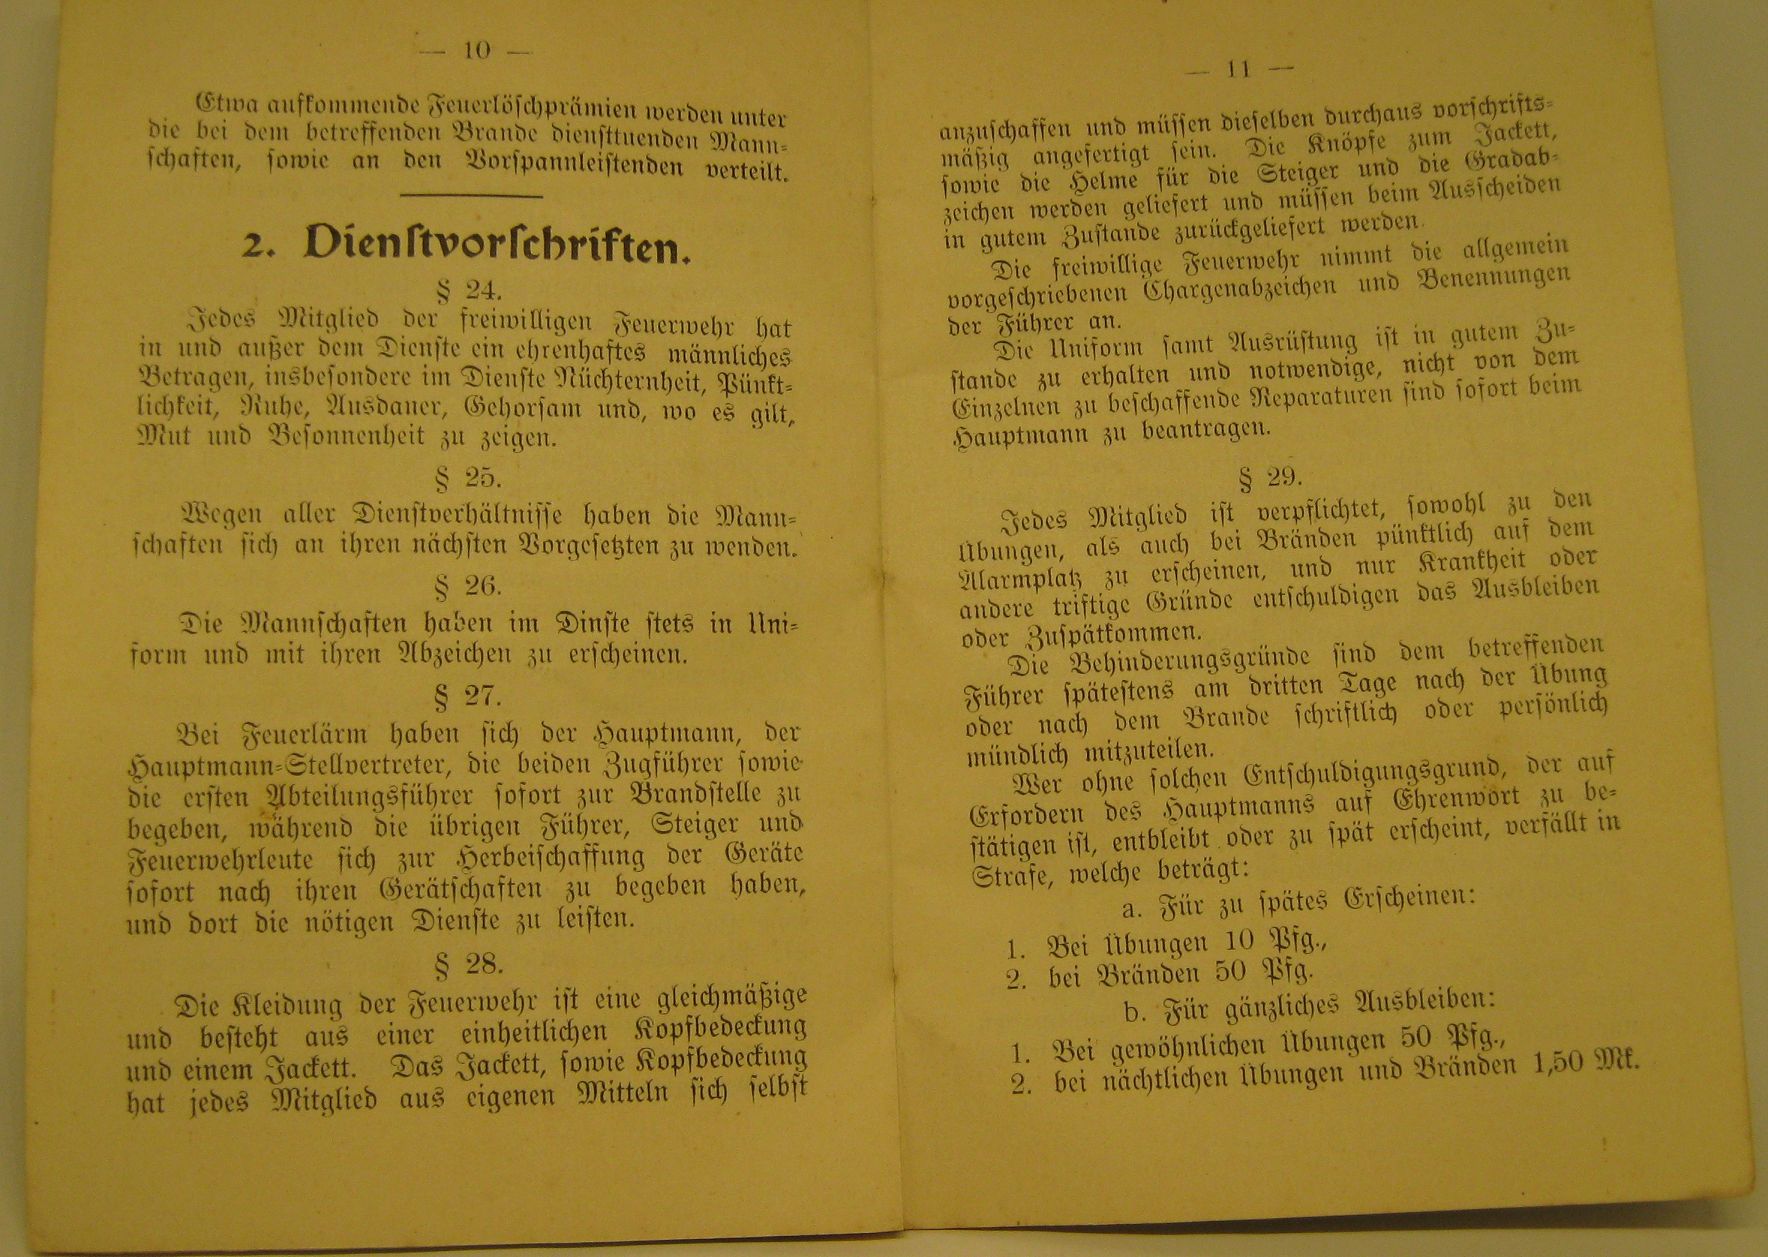 — 10 —
Etwa aufkommende Feuerlöschprämien werden unter
die bei dem betreffenden Brande diensttuenden Mann=
schaften, sowie an den Vorspannleistenden verteilt.
2. Dienstvorschriften.
§ 24.
Jedes Mitglied der freiwilligen Feuerwehr hat
in und außer dem Dienste ein ehrenhaftes männliches
Betragen, insbesondere im Dienste Nüchternheit, Pünkt=
lichkeit, Ruhe, Ausdauer, Gehorsam und, wo es gilt,
Mut und Besonnenheit zu zeigen.
§ 25.
Wegen aller Dienstverhältnisse haben die Mann=
schaften sich an ihren nächsten Vorgesetzten zu wenden.
§ 26.
Die Mannschaften haben im Dinste stets in Uni=
form und mit ihren Abzeichen zu erscheinen.
§ 27.
Bei Feuerlärm haben sich der Hauptmann, der
Hauptmann=Stellvertreter, die beiden Zugführer sowie
die ersten Abteilungsführer sofort zur Brandstelle zu
begeben, während die übrigen Führer, Steiger und
Feuerwehrleute sich zur Herbeischaffung der Geräte
sofort nach ihren Gerätschaften zu begeben haben,
und dort die nötigen Dienste zu leisten.
§ 28.
Die Kleidung der Feuerwehr ist eine gleichmäßige
und besteht aus einer einheitlichen Kopfbedeckung
und einem Jackett. Das Jackett, sowie Kopfbedeckung
hat jedes Mitglied aus eigenen Mitteln sich selbst
— 11 —
anzuschaffen und müssen dieselben durchaus vorschrifts=
mäßig angefertigt sein. Die Knöpfe zum Jackett,
sowie die Helme für die Steiger und die Gradab=
zeichen werden geliefert und müssen beim Ausscheiden
in gutem Zustande zurückgeliefert werden.
Die freiwillige Feuerwehr nimmt die allgemein
vorgeschriebenen Chargenabzeichen und Benennungen
der Führer an.
Die Uniform samt Ausrüstung ist in gutem Zu=
stande zu erhalten und notwendige, nicht von dem
Einzelnen zu beschaffende Reparaturen sind sofort beim
Hauptmann zu beantragen.
§ 29.
Jedes Mitglied ist verpflichtet, sowohl zu den
Übungen, als auch bei Bränden pünktlich auf dem
Alarmplatz zu erscheinen, und nur Krankheit oder
andere triftige Gründe entschuldigen das Ausbleiben
oder Zuspätkommen.
Die Behinderungsgründe sind dem betreffenden
Führer spätestens am dritten Tage nach der Übung
oder nach dem Brande schriftlich oder persönlich
mündlich mitzuteilen.
Wer ohne solchen Entschuldigungsgrund, der auf
Erfordern des Hauptmanns auf Ehrenwort zu be=
stätigen ist, entbleibt oder zu spät erscheint, verfällt in
Strafe, welche beträgt:
a. Für zu spätes Erscheinen:
1. Bei Übungen 10 Pfg.,
2. bei Bränden 50 Pfg.
b. Für gänzliches Ausbleiben:
1. Bei gewöhnlichen Übungen 50 Pfg.,
2. bei nächtlichen Übungen und Bränden 1,50 Mk.